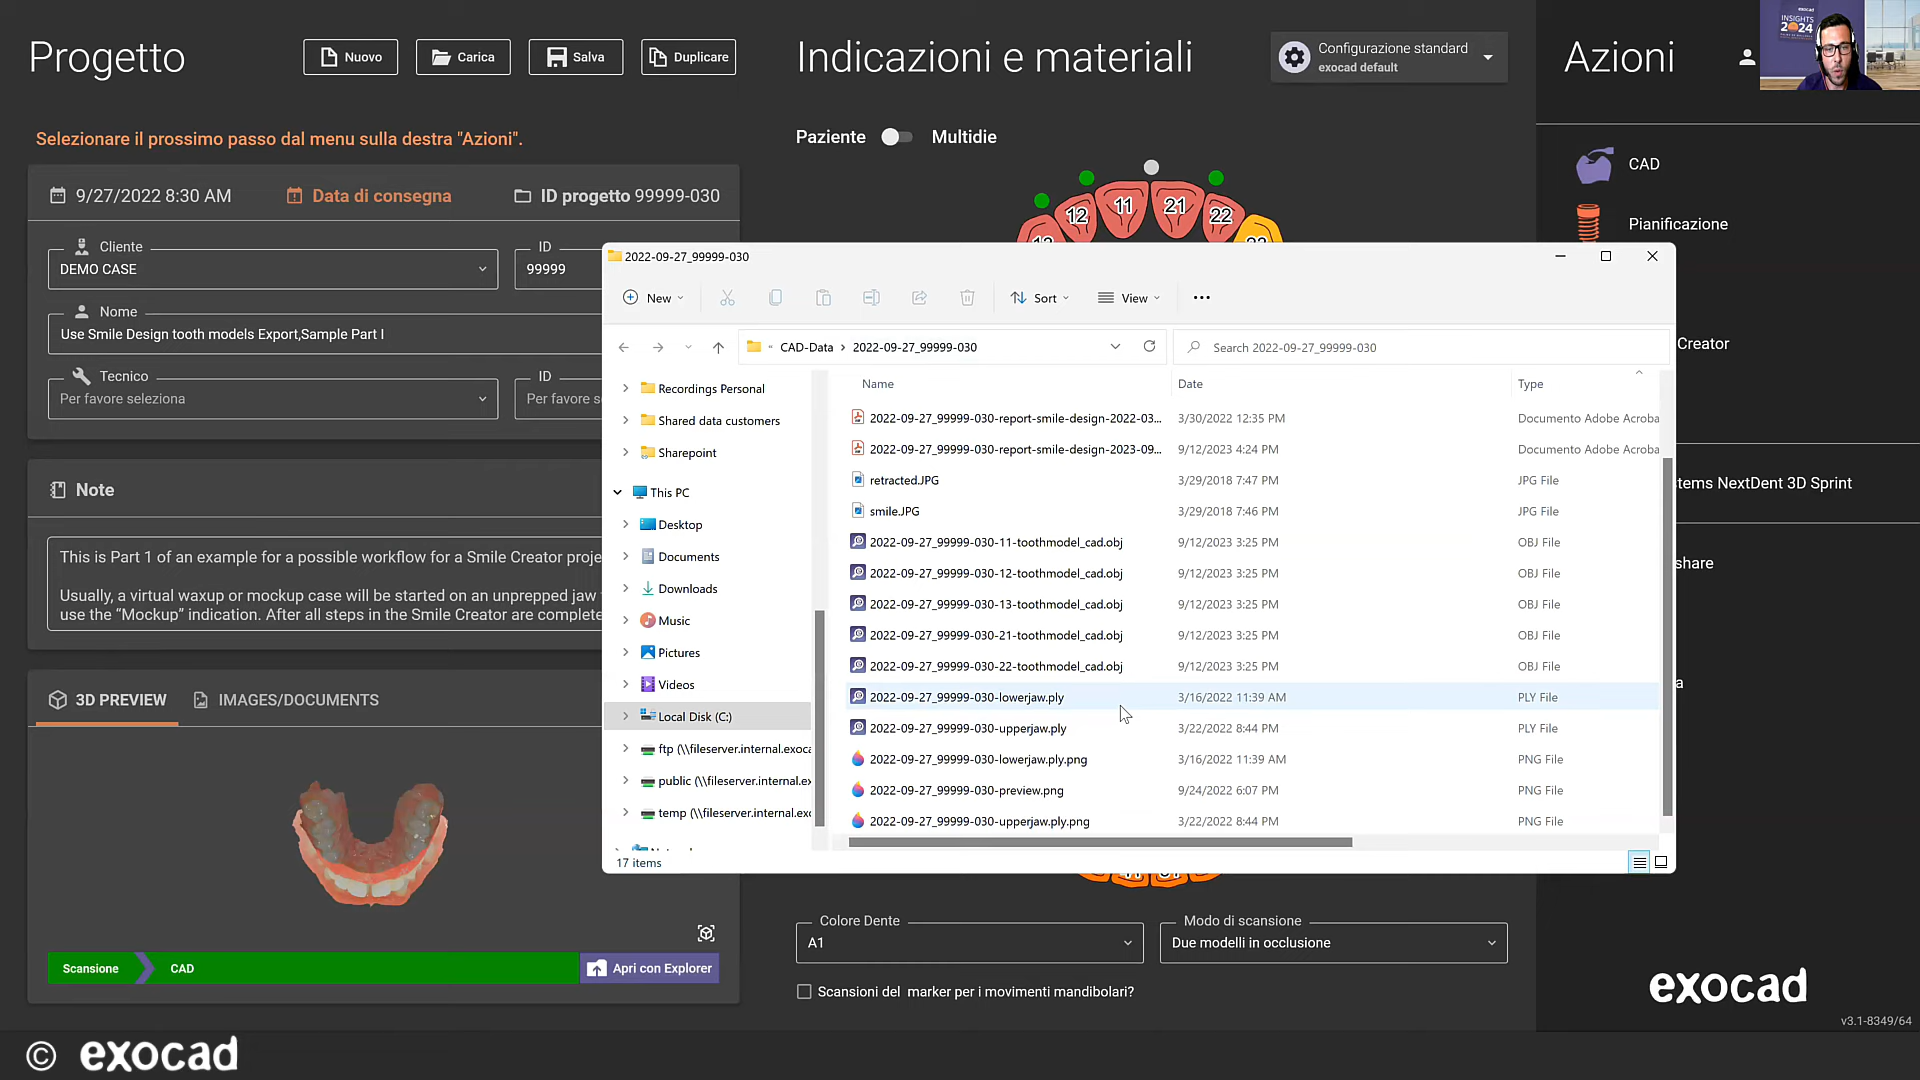 Progetto
Nuovo
Carica
Salva
Duplicare
Indicazioni e materiali
Configurazione standard
exocad default
Azioni
exocad
INSIGHTS
2024
Selezionare il prossimo passo dal menu sulla destra "Azioni".
Paziente
Multidie
9/27/2022 8:30 AM
Data di consegna
ID progetto 99999-030
12
11
21
22
CAD
Pianificazione
Cliente
DEMO CASE
ID
99999
Nome
Use Smile Design tooth models Export,Sample Part I
Tecnico
Per favore seleziona
ID
Per favore s
2022-09-27_99999-030
New
Sort
View
CAD-Data
2022-09-27_99999-030
Search 2022-09-27_99999-030
Creator
Recordings Personal
Shared data customers
Sharepoint
This PC
Desktop
Documents
Downloads
Music
Pictures
Videos
Local Disk (C:)
ftp (\\fileserver.internal.exoca
public (\\fileserver.internal.ex
temp (\\fileserver.internal.exo
Name
Date
Type
2022-09-27_99999-030-report-smile-design-2022-03...
3/30/2022 12:35 PM
Documento Adobe Acroba
2022-09-27_99999-030-report-smile-design-2023-09...
9/12/2023 4:24 PM
Documento Adobe Acroba
retracted.JPG
3/29/2018 7:47 PM
JPG File
smile.JPG
3/29/2018 7:46 PM
JPG File
2022-09-27_99999-030-11-toothmodel_cad.obj
9/12/2023 3:25 PM
OBJ File
2022-09-27_99999-030-12-toothmodel_cad.obj
9/12/2023 3:25 PM
OBJ File
2022-09-27_99999-030-13-toothmodel_cad.obj
9/12/2023 3:25 PM
OBJ File
2022-09-27_99999-030-21-toothmodel_cad.obj
9/12/2023 3:25 PM
OBJ File
2022-09-27_99999-030-22-toothmodel_cad.obj
9/12/2023 3:25 PM
OBJ File
2022-09-27_99999-030-lowerjaw.ply
3/16/2022 11:39 AM
PLY File
2022-09-27_99999-030-upperjaw.ply
3/22/2022 8:44 PM
PLY File
2022-09-27_99999-030-lowerjaw.ply.png
3/16/2022 11:39 AM
PNG File
2022-09-27_99999-030-preview.png
9/24/2022 6:07 PM
PNG File
2022-09-27_99999-030-upperjaw.ply.png
3/22/2022 8:44 PM
PNG File
17 items
tems NextDent 3D Sprint
share
a
Note
This is Part 1 of an example for a possible workflow for a Smile Creator proje
Usually, a virtual waxup or mockup case will be started on an unprepped jaw
use the “Mockup” indication. After all steps in the Smile Creator are complete
3D PREVIEW
IMAGES/DOCUMENTS
Scansione
CAD
Apri con Explorer
Colore Dente
A1
Modo di scansione
Due modelli in occlusione
Scansioni del marker per i movimenti mandibolari?
exocad
v3.1-8349/64
© exocad